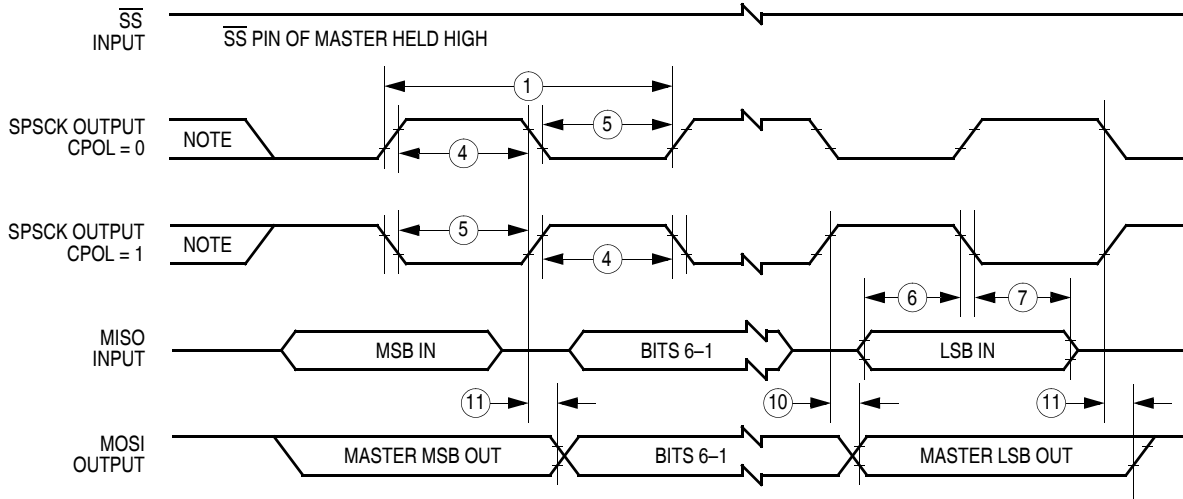 SS
INPUT
SS PIN OF MASTER HELD HIGH
1
SPSCK OUTPUT
CPOL = 0
NOTE
5
4
SPSCK OUTPUT
CPOL = 1
NOTE
5
4
6
7
MISO
INPUT
MSB IN
BITS 6–1
LSB IN
11
10
11
MOSI
OUTPUT
MASTER MSB OUT
BITS 6–1
MASTER LSB OUT